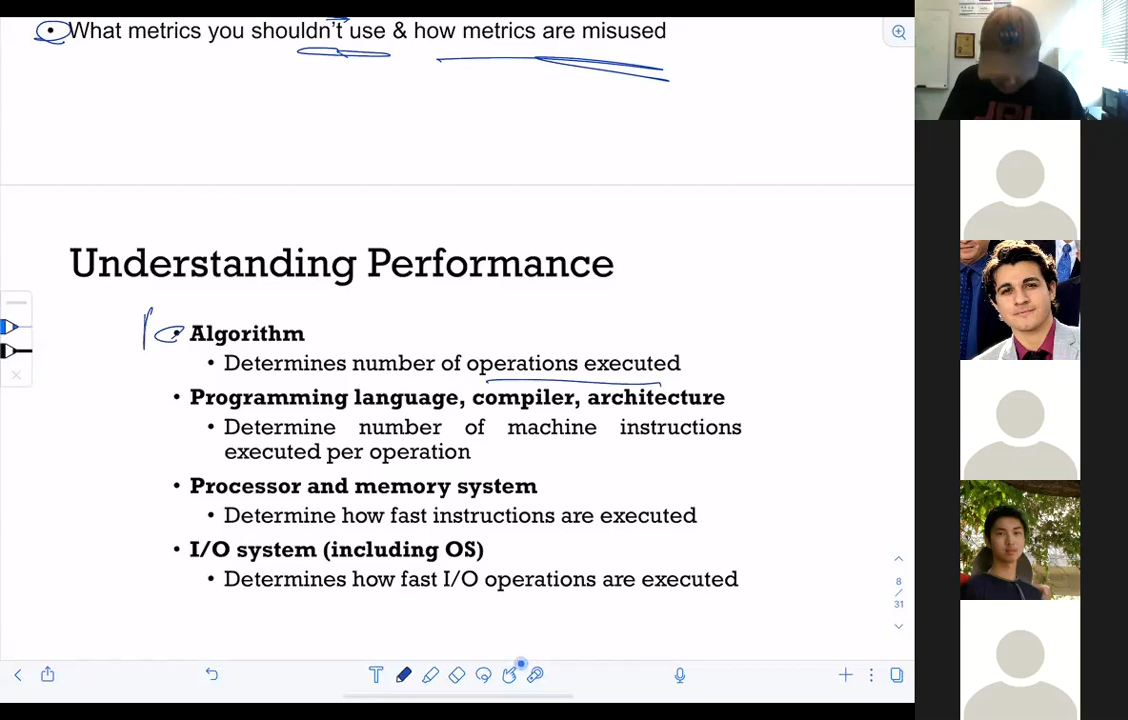 • What metrics you shouldn't use & how metrics are misused
Understanding Performance
• Algorithm
• Determines number of operations executed
• Programming language, compiler, architecture
• Determine number of machine instructions
executed per operation
• Processor and memory system
• Determine how fast instructions are executed
• I/O system (including OS)
• Determines how fast I/O operations are executed
8
/
31